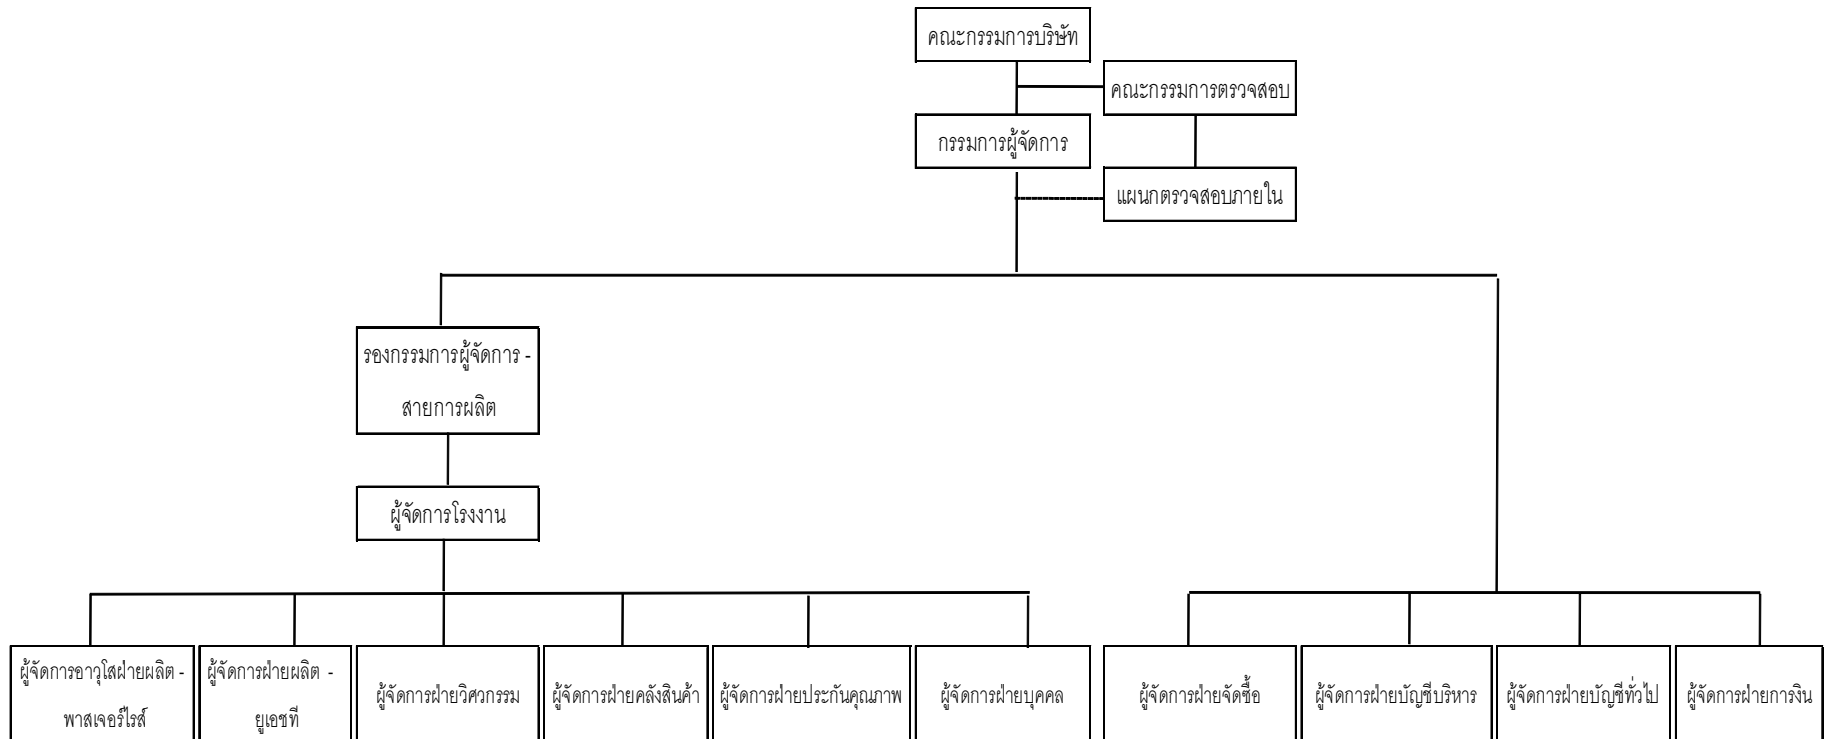 คณะกรรมการบริษัท
คณะกรรมการตรวจสอบ
กรรมการผู้จัดการ
แผนกตรวจสอบภายใน
รองกรรมการผู้จัดการ -
สายการผลิต
ผู้จัดการโรงงาน
ผู้จัดการอาวุโสฝ่ายผลิต -
พาสเจอร์ไรส์
ผู้จัดการฝ่ายผลิต -
ยูเอชที
ผู้จัดการฝ่ายวิศวกรรม
ผู้จัดการฝ่ายคลังสินค้า
ผู้จัดการฝ่ายประกันคุณภาพ
ผู้จัดการฝ่ายบุคคล
ผู้จัดการฝ่ายจัดซื้อ
ผู้จัดการฝ่ายบัญชีบริหาร
ผู้จัดการฝ่ายบัญชีทั่วไป
ผู้จัดการฝ่ายการเงิน